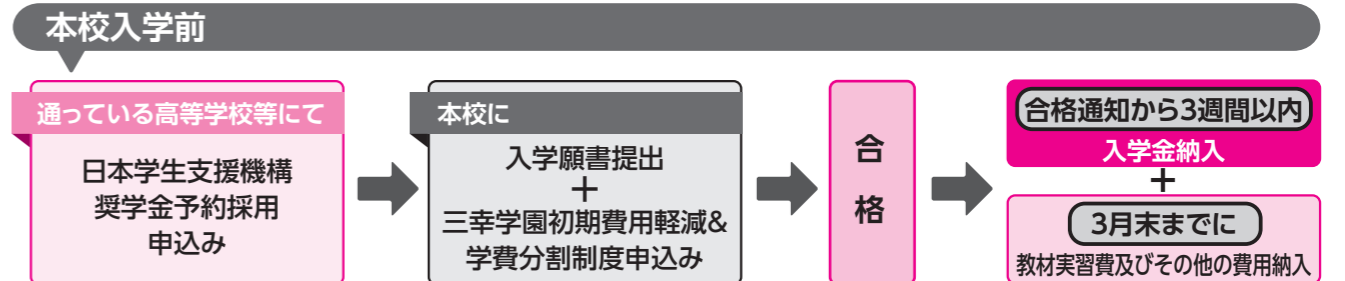 本校入学前
通っている高等学校等にて
日本学生支援機構
奨学金予約採用
申込み
本校に
入学願書提出
+
三幸学園初期費用軽減&
学費分割制度申込み
合
格
合格通知から3週間以内
入学金納入
+
3月末までに
教材実習費及びその他の費用納入